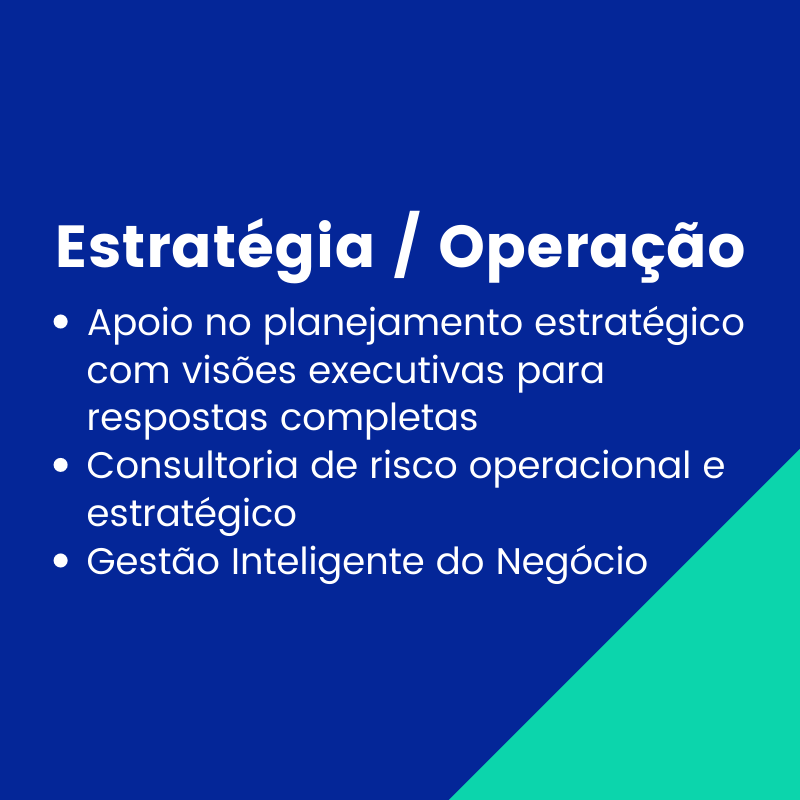 Estratégia / Operação
• Apoio no planejamento estratégico
com visões executivas para
respostas completas
• Consultoria de risco operacional e
estratégico
• Gestão Inteligente do Negócio